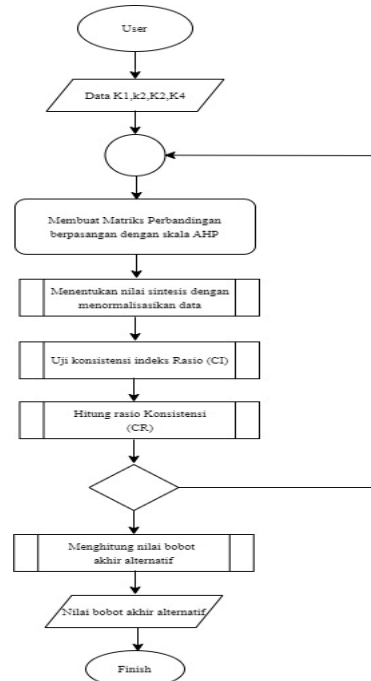 User
Data K1,k2,K2,K4
Membuat Matriks Perbandingan
berpasangan dengan skala AHP
Menentukan nilai sintesis dengan
menormalisasikan data
Uji konsistensi indeks Rasio (CI)
Hitung rasio Konsistensi
(CR)
Menghitung nilai bobot
akhir alternatif
Nilai bobot akhir alternatif
Finish